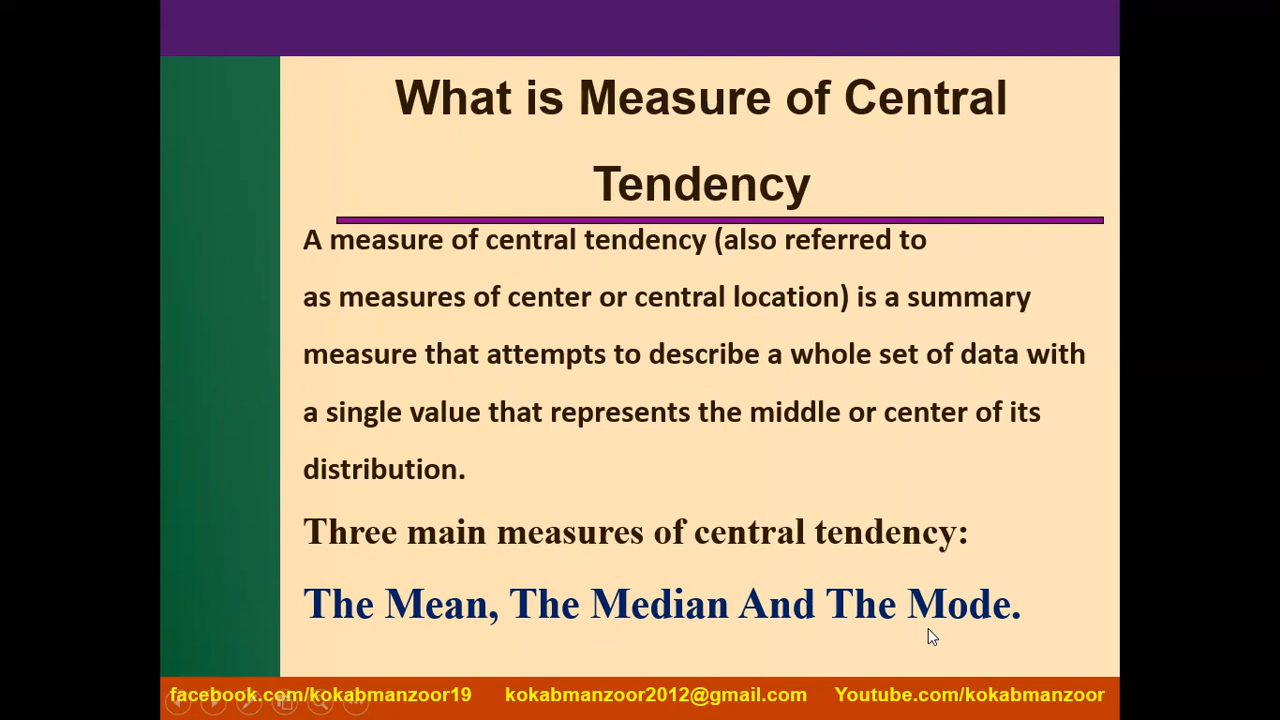 What is Measure of Central
Tendency
A measure of central tendency (also referred to
as measures of center or central location) is a summary
measure that attempts to describe a whole set of data with
a single value that represents the middle or center of its
distribution.
Three main measures of central tendency:
The Mean, The Median And The Mode.
facebook.com/kokabmanzoor19 kokabmanzoor2012@gmail.com Youtube.com/kokabmanzoor